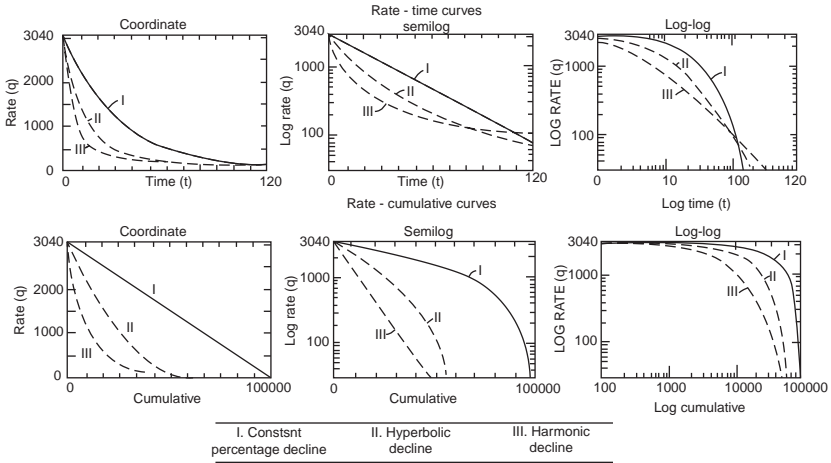 Rate - time curves
Coordinate
3040
2000
1000
0
Rate (q)
I
II
III
0
Time (t)
120
semilog
3040
1000
100
Log rate (q)
I
II
III
0
Time (t)
120
Log-log
3040
1000
100
LOG RATE (q)
I
II
III
0
10
100
120
Log time (t)
Rate - cumulative curves
Coordinate
3040
2000
1000
0
Rate (q)
I
II
III
0
100000
Cumulative
Semilog
3040
1000
100
Log rate (q)
I
II
III
0
100000
Cumulative
Log-log
3040
1000
100
LOG RATE (q)
I
II
III
100
1000
10000
100000
Log cumulative
I. Constsnt percentage decline
II. Hyperbolic decline
III. Harmonic decline